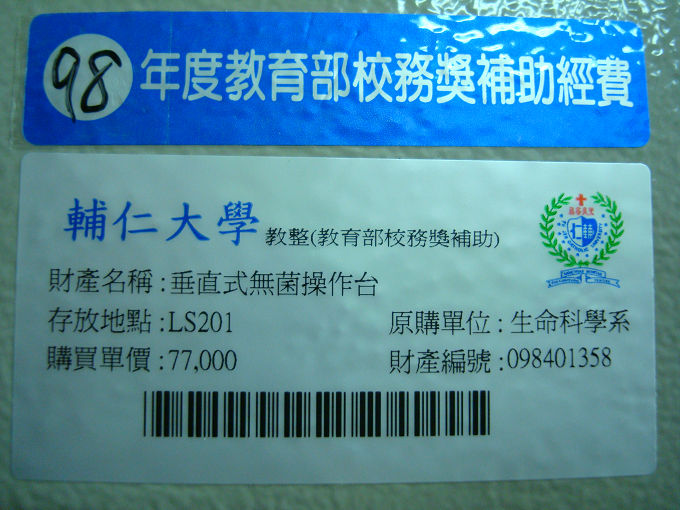 98年度教育部校務獎補助經費
輔仁大學 教整(教育部校務獎補助)
財產名稱:垂直式無菌操作台
存放地點:LS201 原購單位:生命科學系
購買單價:77,000 財產編號:098401358